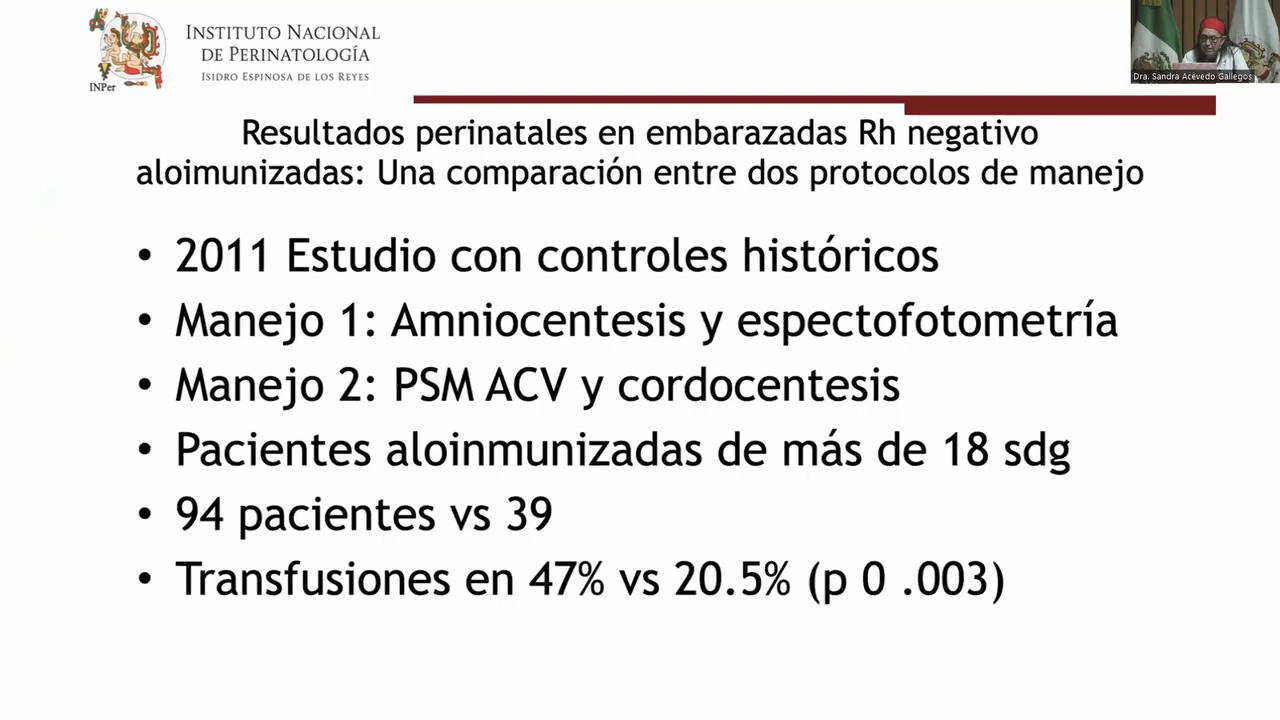 INSTITUTO NACIONAL
DE PERINATOLOGÍA
ISIDRO ESPINOSA DE LOS REYES
INPer
Dra. Sandra Acevedo Gallegos
Resultados perinatales en embarazadas Rh negativo
aloimunizadas: Una comparación entre dos protocolos de manejo
• 2011 Estudio con controles históricos
• Manejo 1: Amniocentesis y espectofotometría
• Manejo 2: PSM ACV y cordocentesis
• Pacientes aloinmunizadas de más de 18 sdg
• 94 pacientes vs 39
• Transfusiones en 47% vs 20.5% (p 0 .003)